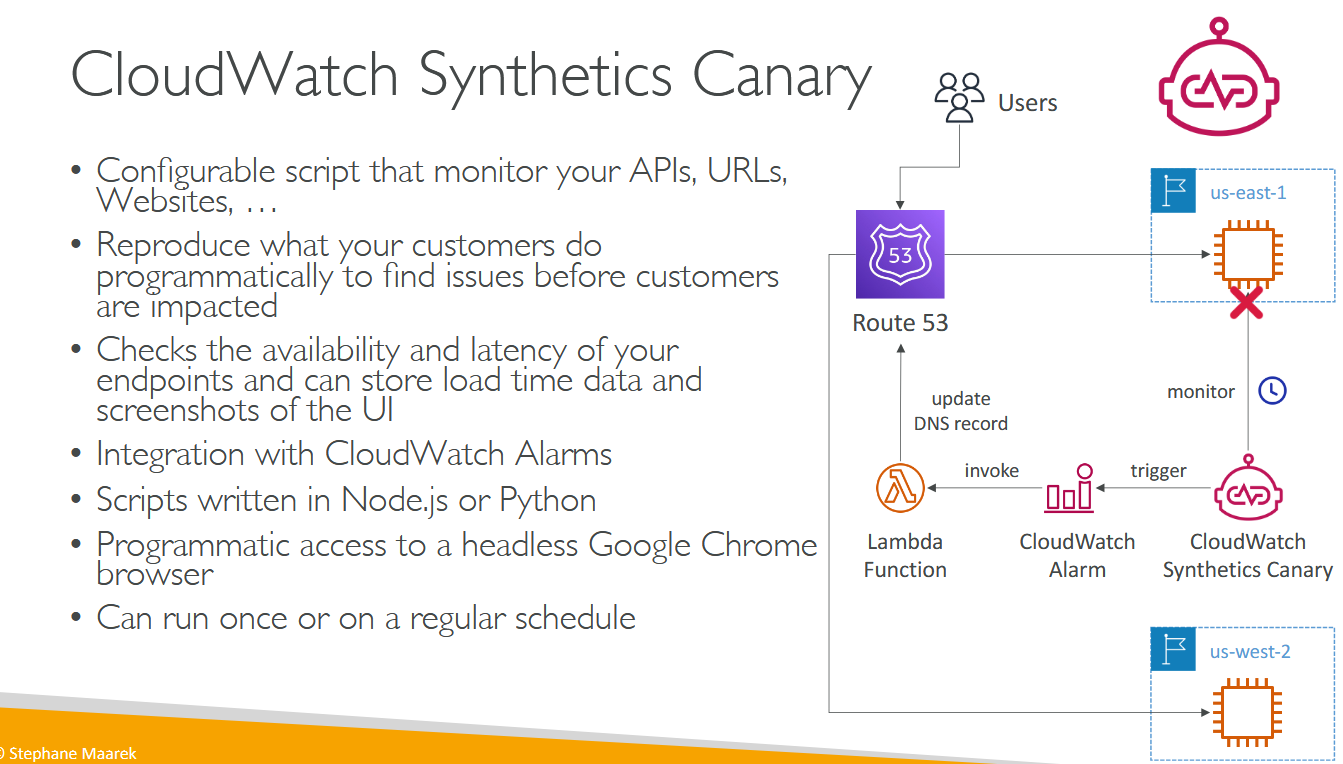 CloudWatch Synthetics Canary
• Configurable script that monitor your APIs, URLs,
Websites, …
• Reproduce what your customers do
programmatically to find issues before customers
are impacted
• Checks the availability and latency of your
endpoints and can store load time data and
screenshots of the UI
• Integration with CloudWatch Alarms
• Scripts written in Node.js or Python
• Programmatic access to a headless Google Chrome
browser
• Can run once or on a regular schedule
Users
us-east-1
53
Route 53
monitor
update
DNS record
invoke
trigger
Lambda
Function
CloudWatch
Alarm
CloudWatch
Synthetics Canary
us-west-2
© Stephane Maarek